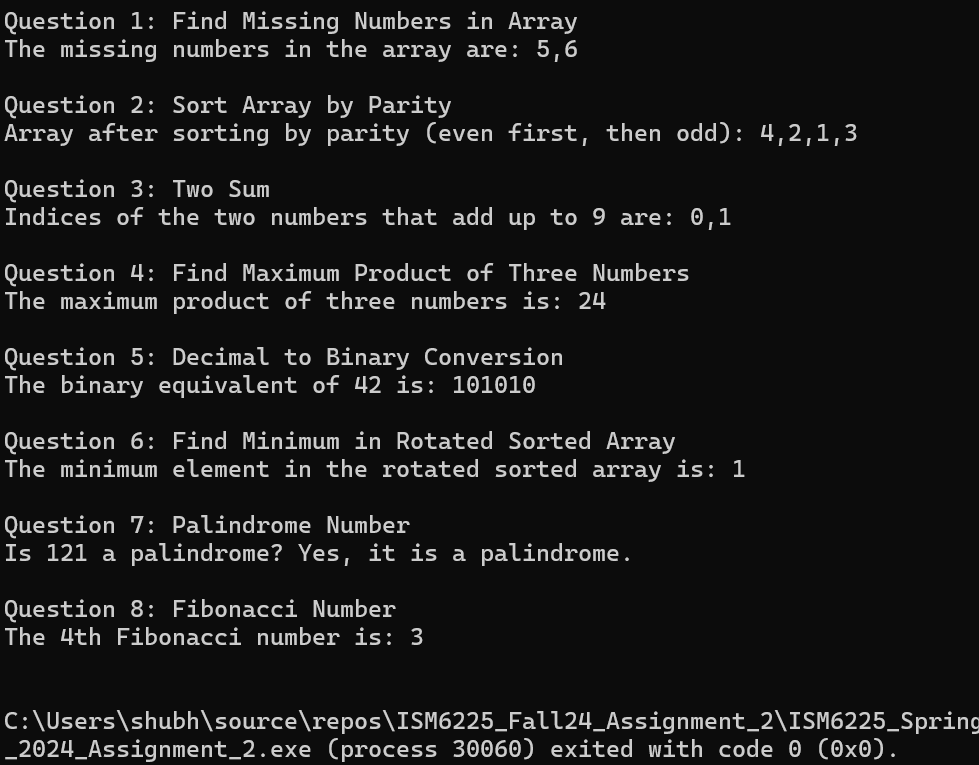 Question 1: Find Missing Numbers in Array
The missing numbers in the array are: 5,6
Question 2: Sort Array by Parity
Array after sorting by parity (even first, then odd): 4,2,1,3
Question 3: Two Sum
Indices of the two numbers that add up to 9 are: 0,1
Question 4: Find Maximum Product of Three Numbers
The maximum product of three numbers is: 24
Question 5: Decimal to Binary Conversion
The binary equivalent of 42 is: 101010
Question 6: Find Minimum in Rotated Sorted Array
The minimum element in the rotated sorted array is: 1
Question 7: Palindrome Number
Is 121 a palindrome? Yes, it is a palindrome.
Question 8: Fibonacci Number
The 4th Fibonacci number is: 3
C:\Users\shubh\source\repos\ISM6225_Fall24_Assignment_2\ISM6225_Spring
_2024_Assignment_2.exe (process 30060) exited with code 0 (0x0).